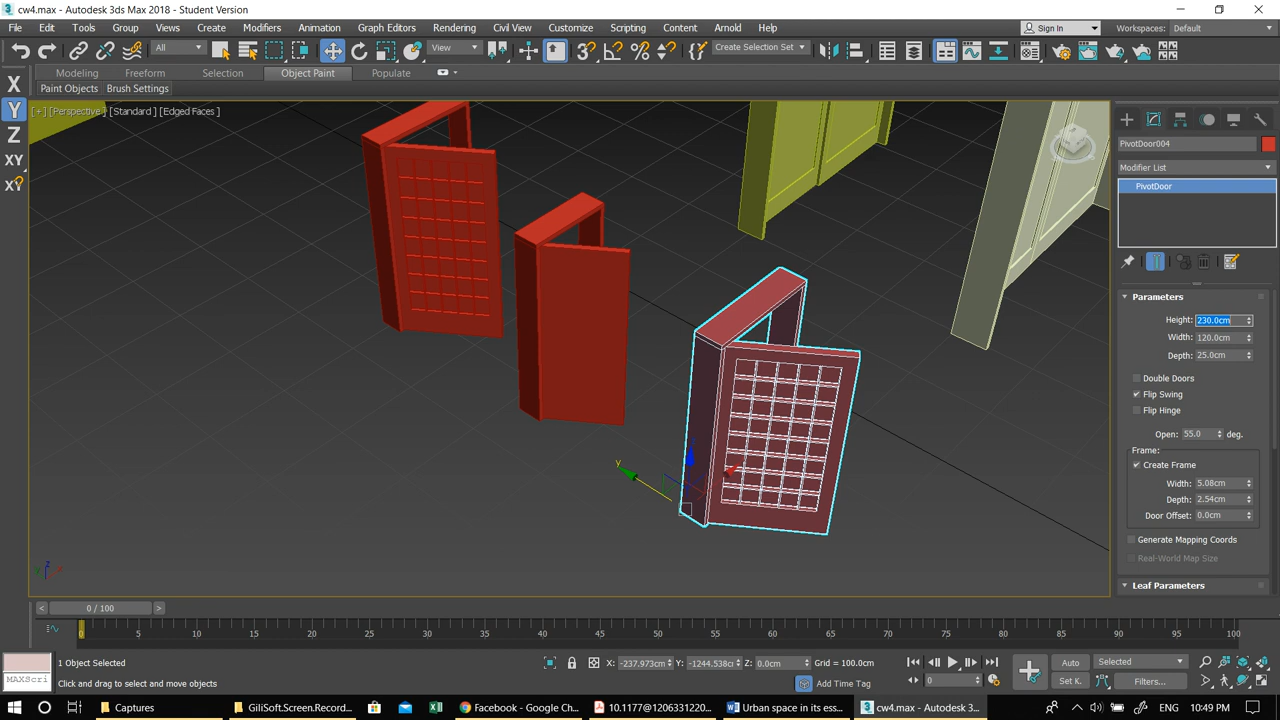 cw4.max - Autodesk 3ds Max 2018 - Student Version
File Edit Tools Group Views Create Modifiers Animation Graph Editors Rendering Civil View Customize Scripting Content Arnold Help
Sign In Workspaces: Default
All View Create Selection Set
X Modeling Freeform Selection Object Paint Populate
Paint Objects Brush Settings
Y [+] [Perspective ] [Standard ] [Edged Faces ]
Z
XY
XY
PivotDoor004
Modifier List
PivotDoor
Parameters
Height: 230.0cm
Width: 120.0cm
Depth: 25.0cm
Double Doors
Flip Swing
Flip Hinge
Open: 55.0 deg.
Frame:
Create Frame
Width: 5.08cm
Depth: 2.54cm
Door Offset: 0.0cm
Generate Mapping Coords
Real-World Map Size
Leaf Parameters
y
z
< 0 / 100 >
0 5 10 15 20 25 30 35 40 45 50 55 60 65 70 75 80 85 90 95 100
1 Object Selected X: -237.973cm Y: -1244.538cm Z: 0.0cm Grid = 100.0cm Auto Selected
MAXScri Click and drag to select and move objects Add Time Tag 0 Set K. Filters...
Captures GiliSoft.Screen.Record... Facebook - Google Ch... 10.1177@1206331220... Urban space in its ess... cw4.max - Autodesk 3... ENG 10:49 PM